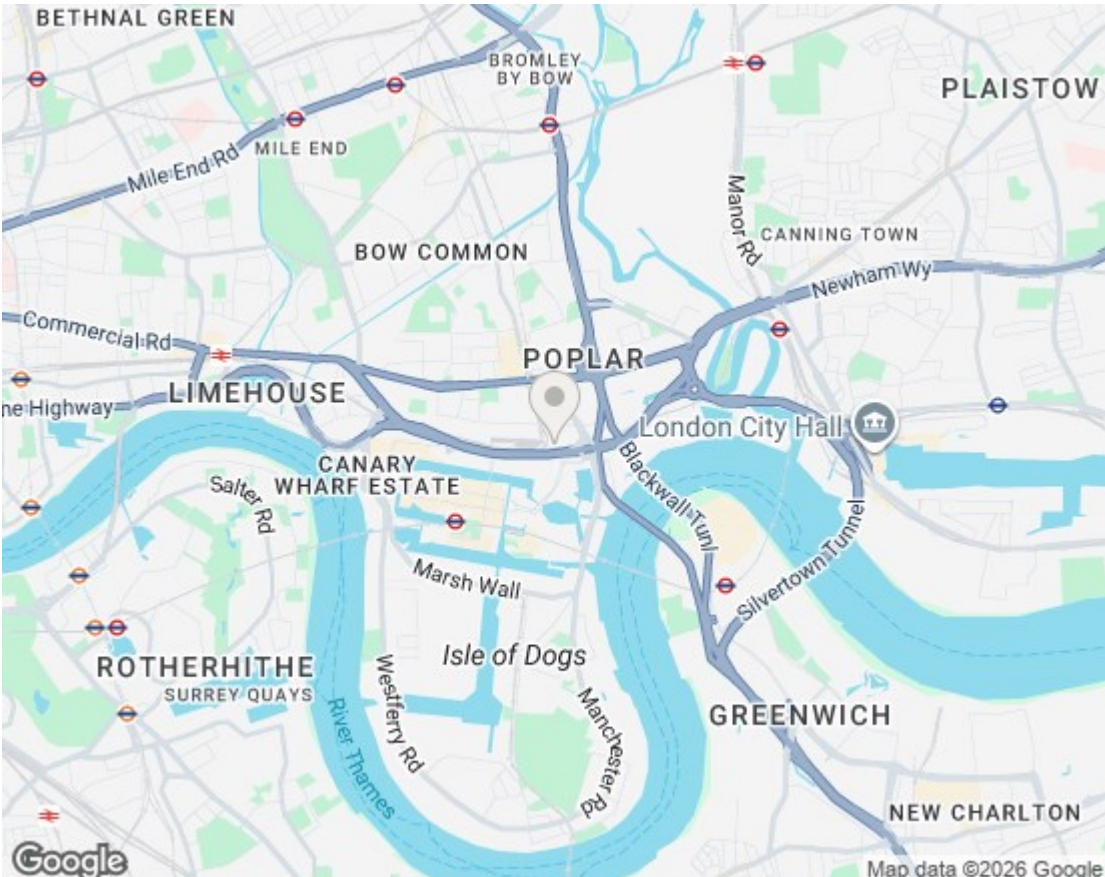 BETHNAL GREEN
BROMLEY
BY BOW
PLAISTOW
MILE END
Mile End Rd
Manor Rd
CANNING TOWN
BOW COMMON
Newham Wy
Commercial Rd
POPLAR
LIMEHOUSE
ne Highway
London City Hall
CANARY
WHARF ESTATE
Blackwall Tunl
Salter Rd
Silvertown Tunnel
Marsh Wall
Isle of Dogs
ROTHERHITHE
SURREY QUAYS
Westferry Rd
River Thames
Manchester Rd
GREENWICH
NEW CHARLTON
Google
Map data ©2026 Google